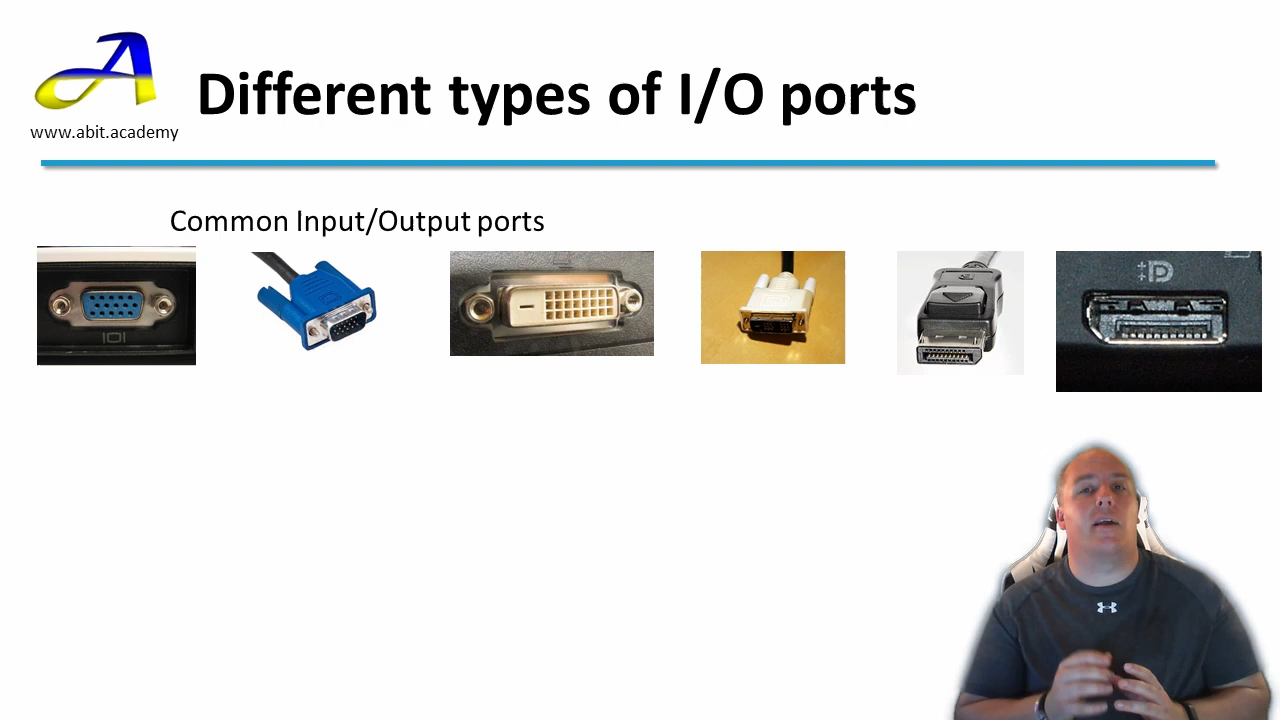 Different types of I/O ports
www.abit.academy
Common Input/Output ports